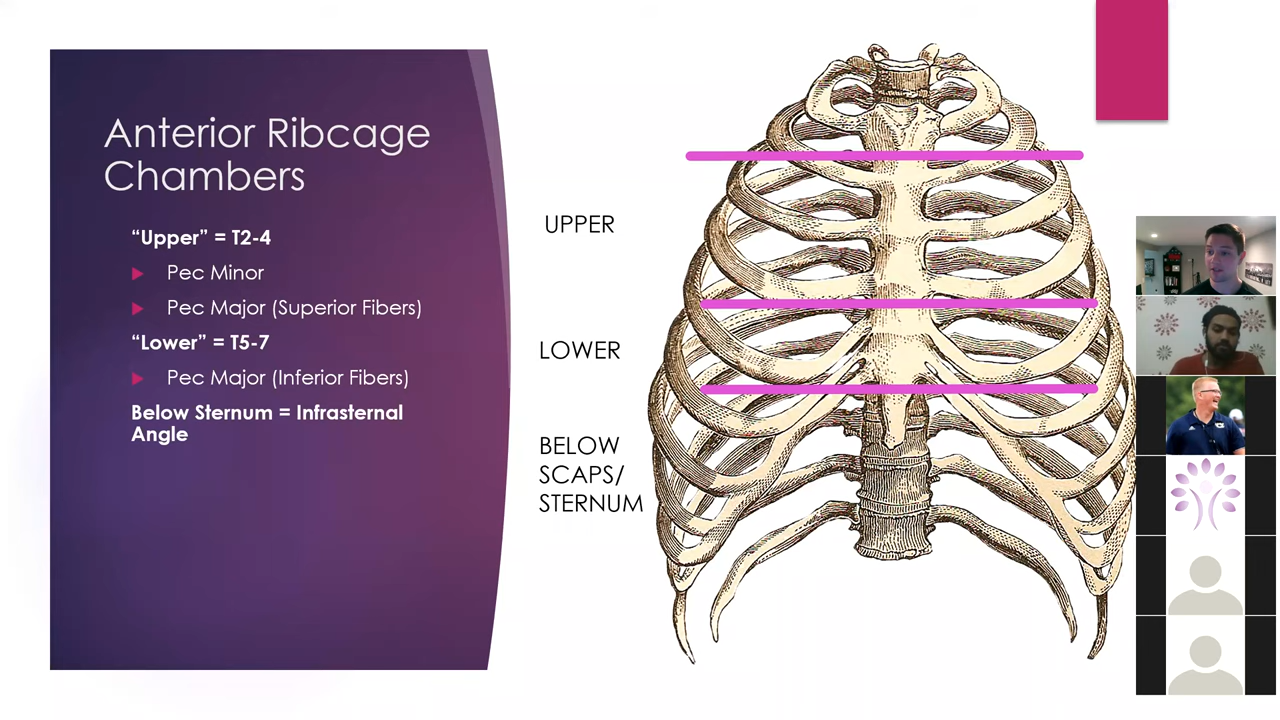 Anterior Ribcage
Chambers
“Upper” = T2-4
Pec Minor
Pec Major (Superior Fibers)
“Lower” = T5-7
Pec Major (Inferior Fibers)
Below Sternum = Infrasternal
Angle
UPPER
LOWER
BELOW
SCAPS/
STERNUM